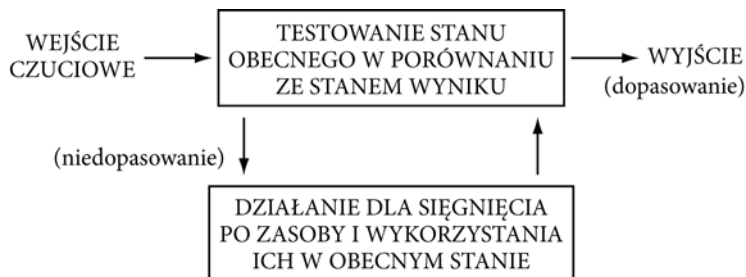 WEJŚCIE
CZUCIOWE
TESTOWANIE STANU
OBECNEGO W PORÓWNANIU
ZE STANEM WYNIKU
WYJŚCIE
(dopasowanie)
(niedopasowanie)
DZIAŁANIE DLA SIĘGNIĘCIA
PO ZASOBY I WYKORZYSTANIA
ICH W OBECNYM STANIE